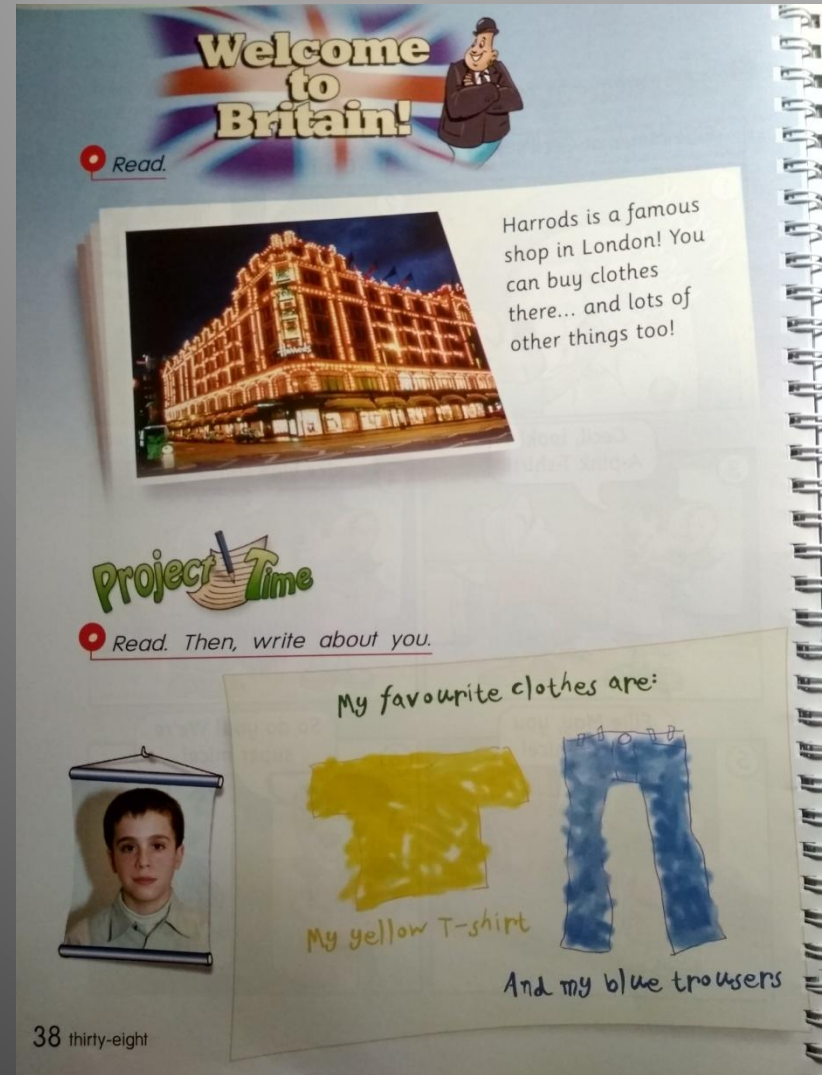 Welcome
to
Britain!
Read.
Harrods is a famous
shop in London! You
can buy clothes
there... and lots of
other things too!
Harrods
Project Time
Read. Then, write about you.
My favourite clothes are:
My yellow T-shirt
And my blue trousers
38 thirty-eight